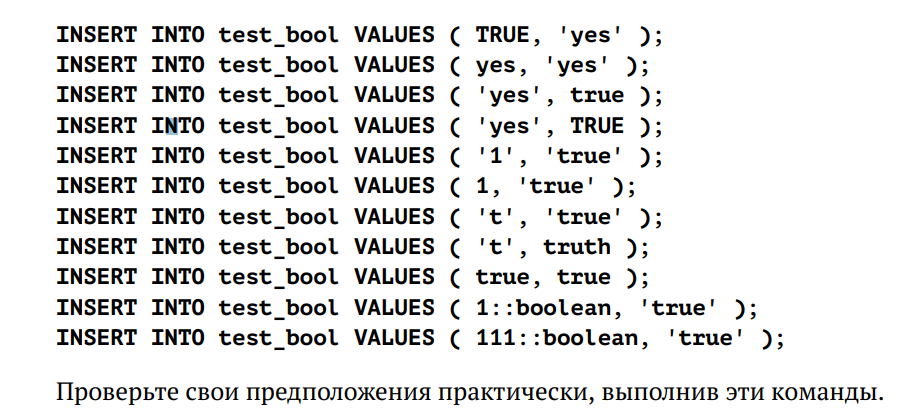 INSERT INTO test_bool VALUES ( TRUE, 'yes' );
INSERT INTO test_bool VALUES ( yes, 'yes' );
INSERT INTO test_bool VALUES ( 'yes', true );
INSERT INTO test_bool VALUES ( 'yes', TRUE );
INSERT INTO test_bool VALUES ( '1', 'true' );
INSERT INTO test_bool VALUES ( 1, 'true' );
INSERT INTO test_bool VALUES ( 't', 'true' );
INSERT INTO test_bool VALUES ( 't', truth );
INSERT INTO test_bool VALUES ( true, true );
INSERT INTO test_bool VALUES ( 1::boolean, 'true' );
INSERT INTO test_bool VALUES ( 111::boolean, 'true' );
Проверьте свои предположения практически, выполнив эти команды.